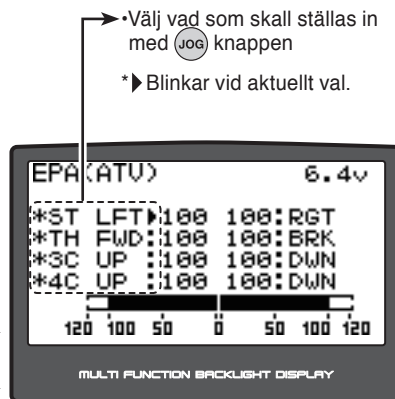 •Välj vad som skall ställas in
med JOG knappen
*▶Blinkar vid aktuellt val.
EPA(ATV) 6.4v
*ST LFT▶100 100:RGT
*TH FWD:100 100:BRK
*3C UP :100 100:DWN
*4C UP :100 100:DWN
120 100 50 0 50 100 120
MULTI FUNCTION BACKLIGHT DISPLAY